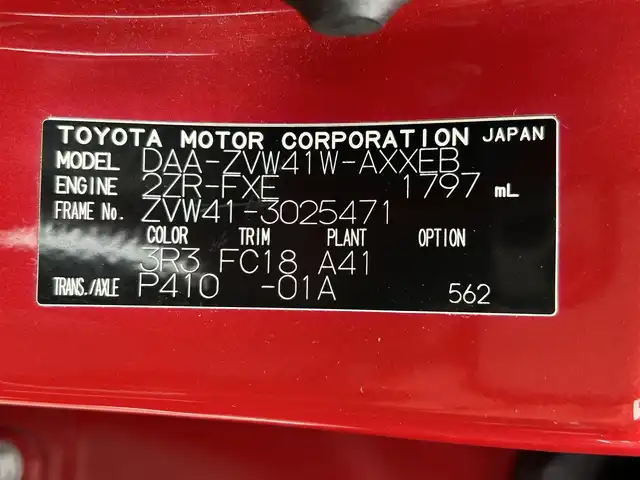 TOYOTA MOTOR CORPORATION JAPAN
MODEL DAA-ZVW41W-AXXEB
ENGINE 2ZR-FXE 1797 mL
FRAME No. ZVW41-3025471
COLOR TRIM PLANT OPTION
3R3 FC18 A41
TRANS./AXLE P410 -01A 562